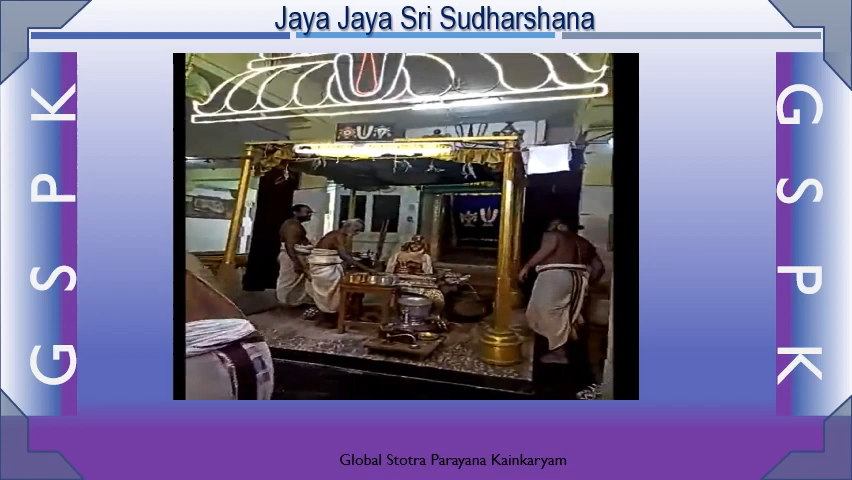 Jaya Jaya Sri Sudharshana
G S P K
G S P K
Global Stotra Parayana Kainkaryam